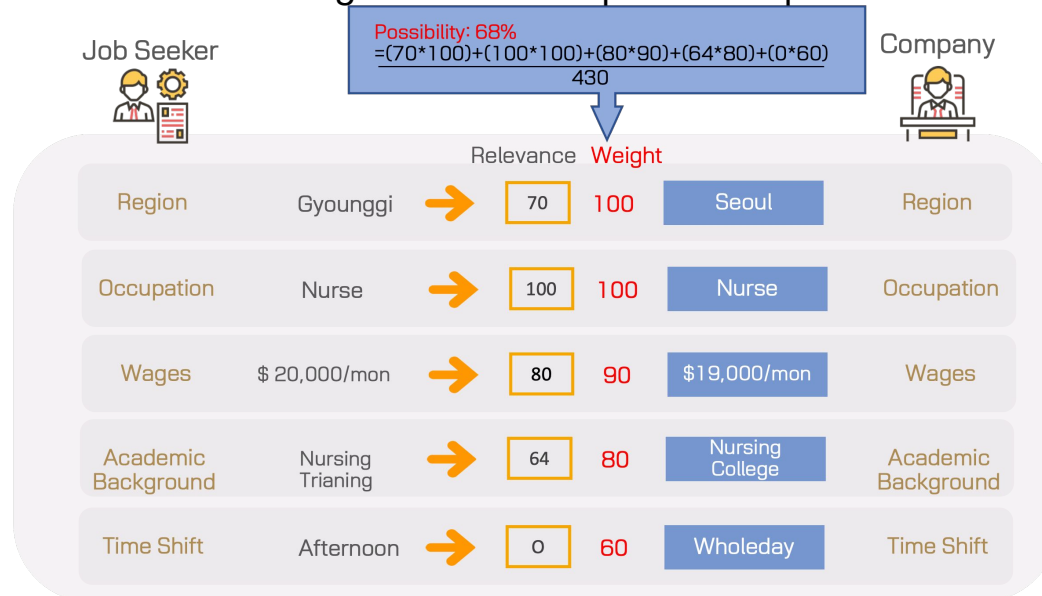 Possibility: 68%
=(70*100)+(100*100)+(80*90)+(64*80)+(0*60)
430
Job Seeker
Company
Relevance Weight
Region Gyounggi 70 100 Seoul Region
Occupation Nurse 100 100 Nurse Occupation
Wages $ 20,000/mon 80 90 $19,000/mon Wages
Academic
Background
Nursing
Trianing
64 80
Nursing
College
Academic
Background
Time Shift Afternoon O 60 Wholeday Time Shift